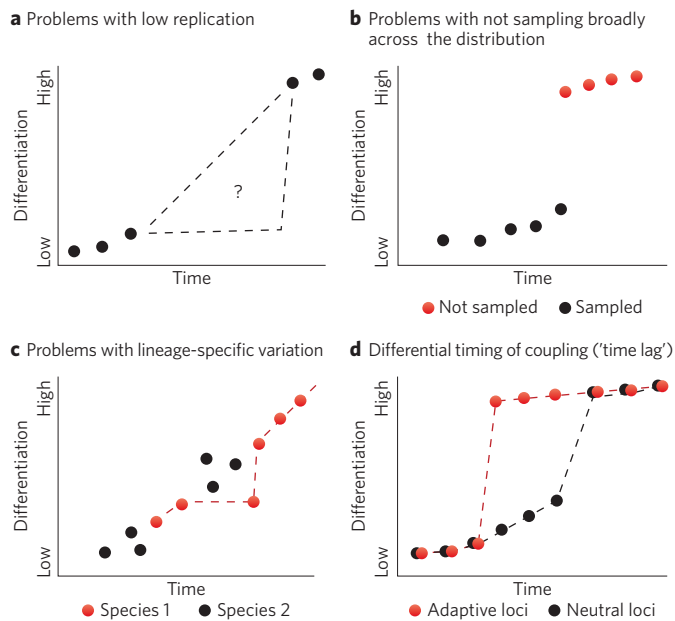 a Problems with low replication
High
Differentiation
Low
?
Time
b Problems with not sampling broadly
across the distribution
High
Differentiation
Low
Time
Not sampled Sampled
c Problems with lineage-specific variation
High
Differentiation
Low
Time
Species 1 Species 2
d Differential timing of coupling (‘time lag’)
High
Differentiation
Low
Time
Adaptive loci Neutral loci